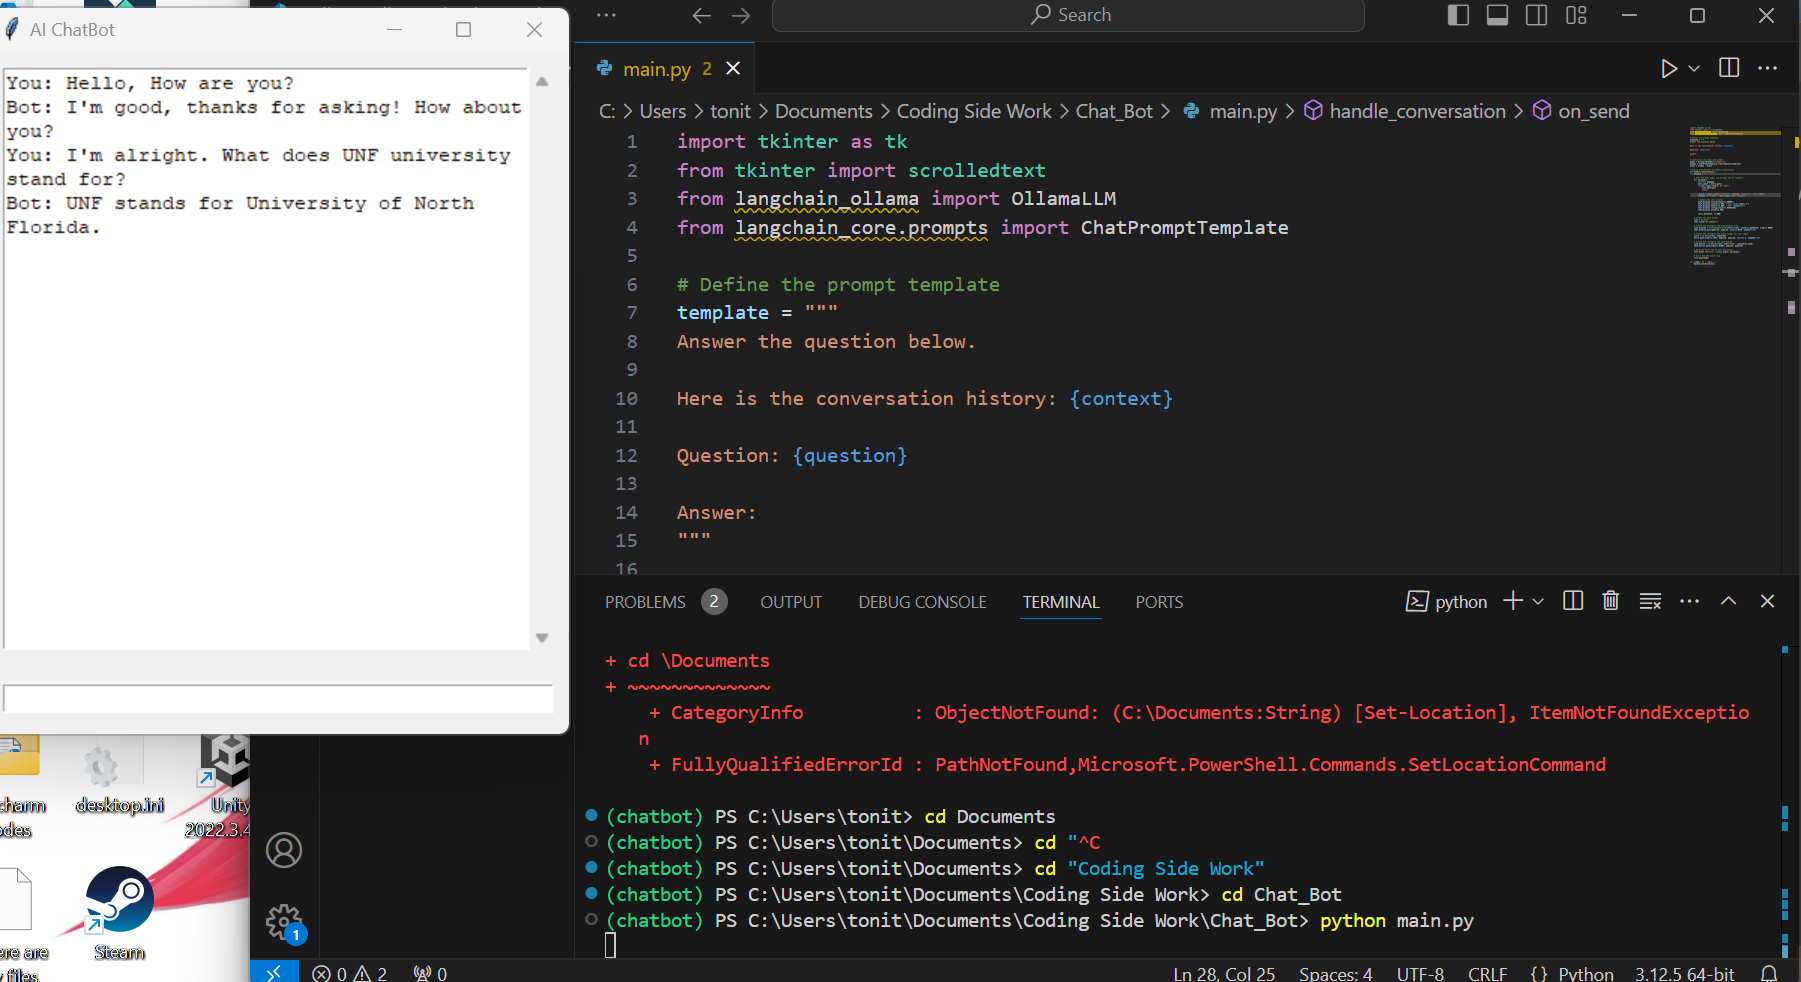 AI ChatBot
You: Hello, How are you?
Bot: I'm good, thanks for asking! How about
you?
You: I'm alright. What does UNF university
stand for?
Bot: UNF stands for University of North
Florida.
Search
main.py 2
C: > Users > tonit > Documents > Coding Side Work > Chat_Bot > main.py > handle_conversation > on_send
1 import tkinter as tk
2 from tkinter import scrolledtext
3 from langchain_ollama import OllamaLLM
4 from langchain_core.prompts import ChatPromptTemplate
5
6 # Define the prompt template
7 template = """
8 Answer the question below.
9
10 Here is the conversation history: {context}
11
12 Question: {question}
13
14 Answer:
15 """
16
PROBLEMS 2 OUTPUT DEBUG CONSOLE TERMINAL PORTS python
+ cd \Documents
+ ~~~~~~~~~~~~~
+ CategoryInfo : ObjectNotFound: (C:\Documents:String) [Set-Location], ItemNotFoundExceptio
n
+ FullyQualifiedErrorId : PathNotFound,Microsoft.PowerShell.Commands.SetLocationCommand
(chatbot) PS C:\Users\tonit> cd Documents
(chatbot) PS C:\Users\tonit\Documents> cd "^C
(chatbot) PS C:\Users\tonit\Documents> cd "Coding Side Work"
(chatbot) PS C:\Users\tonit\Documents\Coding Side Work> cd Chat_Bot
(chatbot) PS C:\Users\tonit\Documents\Coding Side Work\Chat_Bot> python main.py
charm
odes
desktop.ini
Unity
2022.3.4
ere are
files
Steam
1
0 2 0
Ln 28, Col 25 Spaces: 4 UTF-8 CRLF {} Python 3.12.5 64-bit